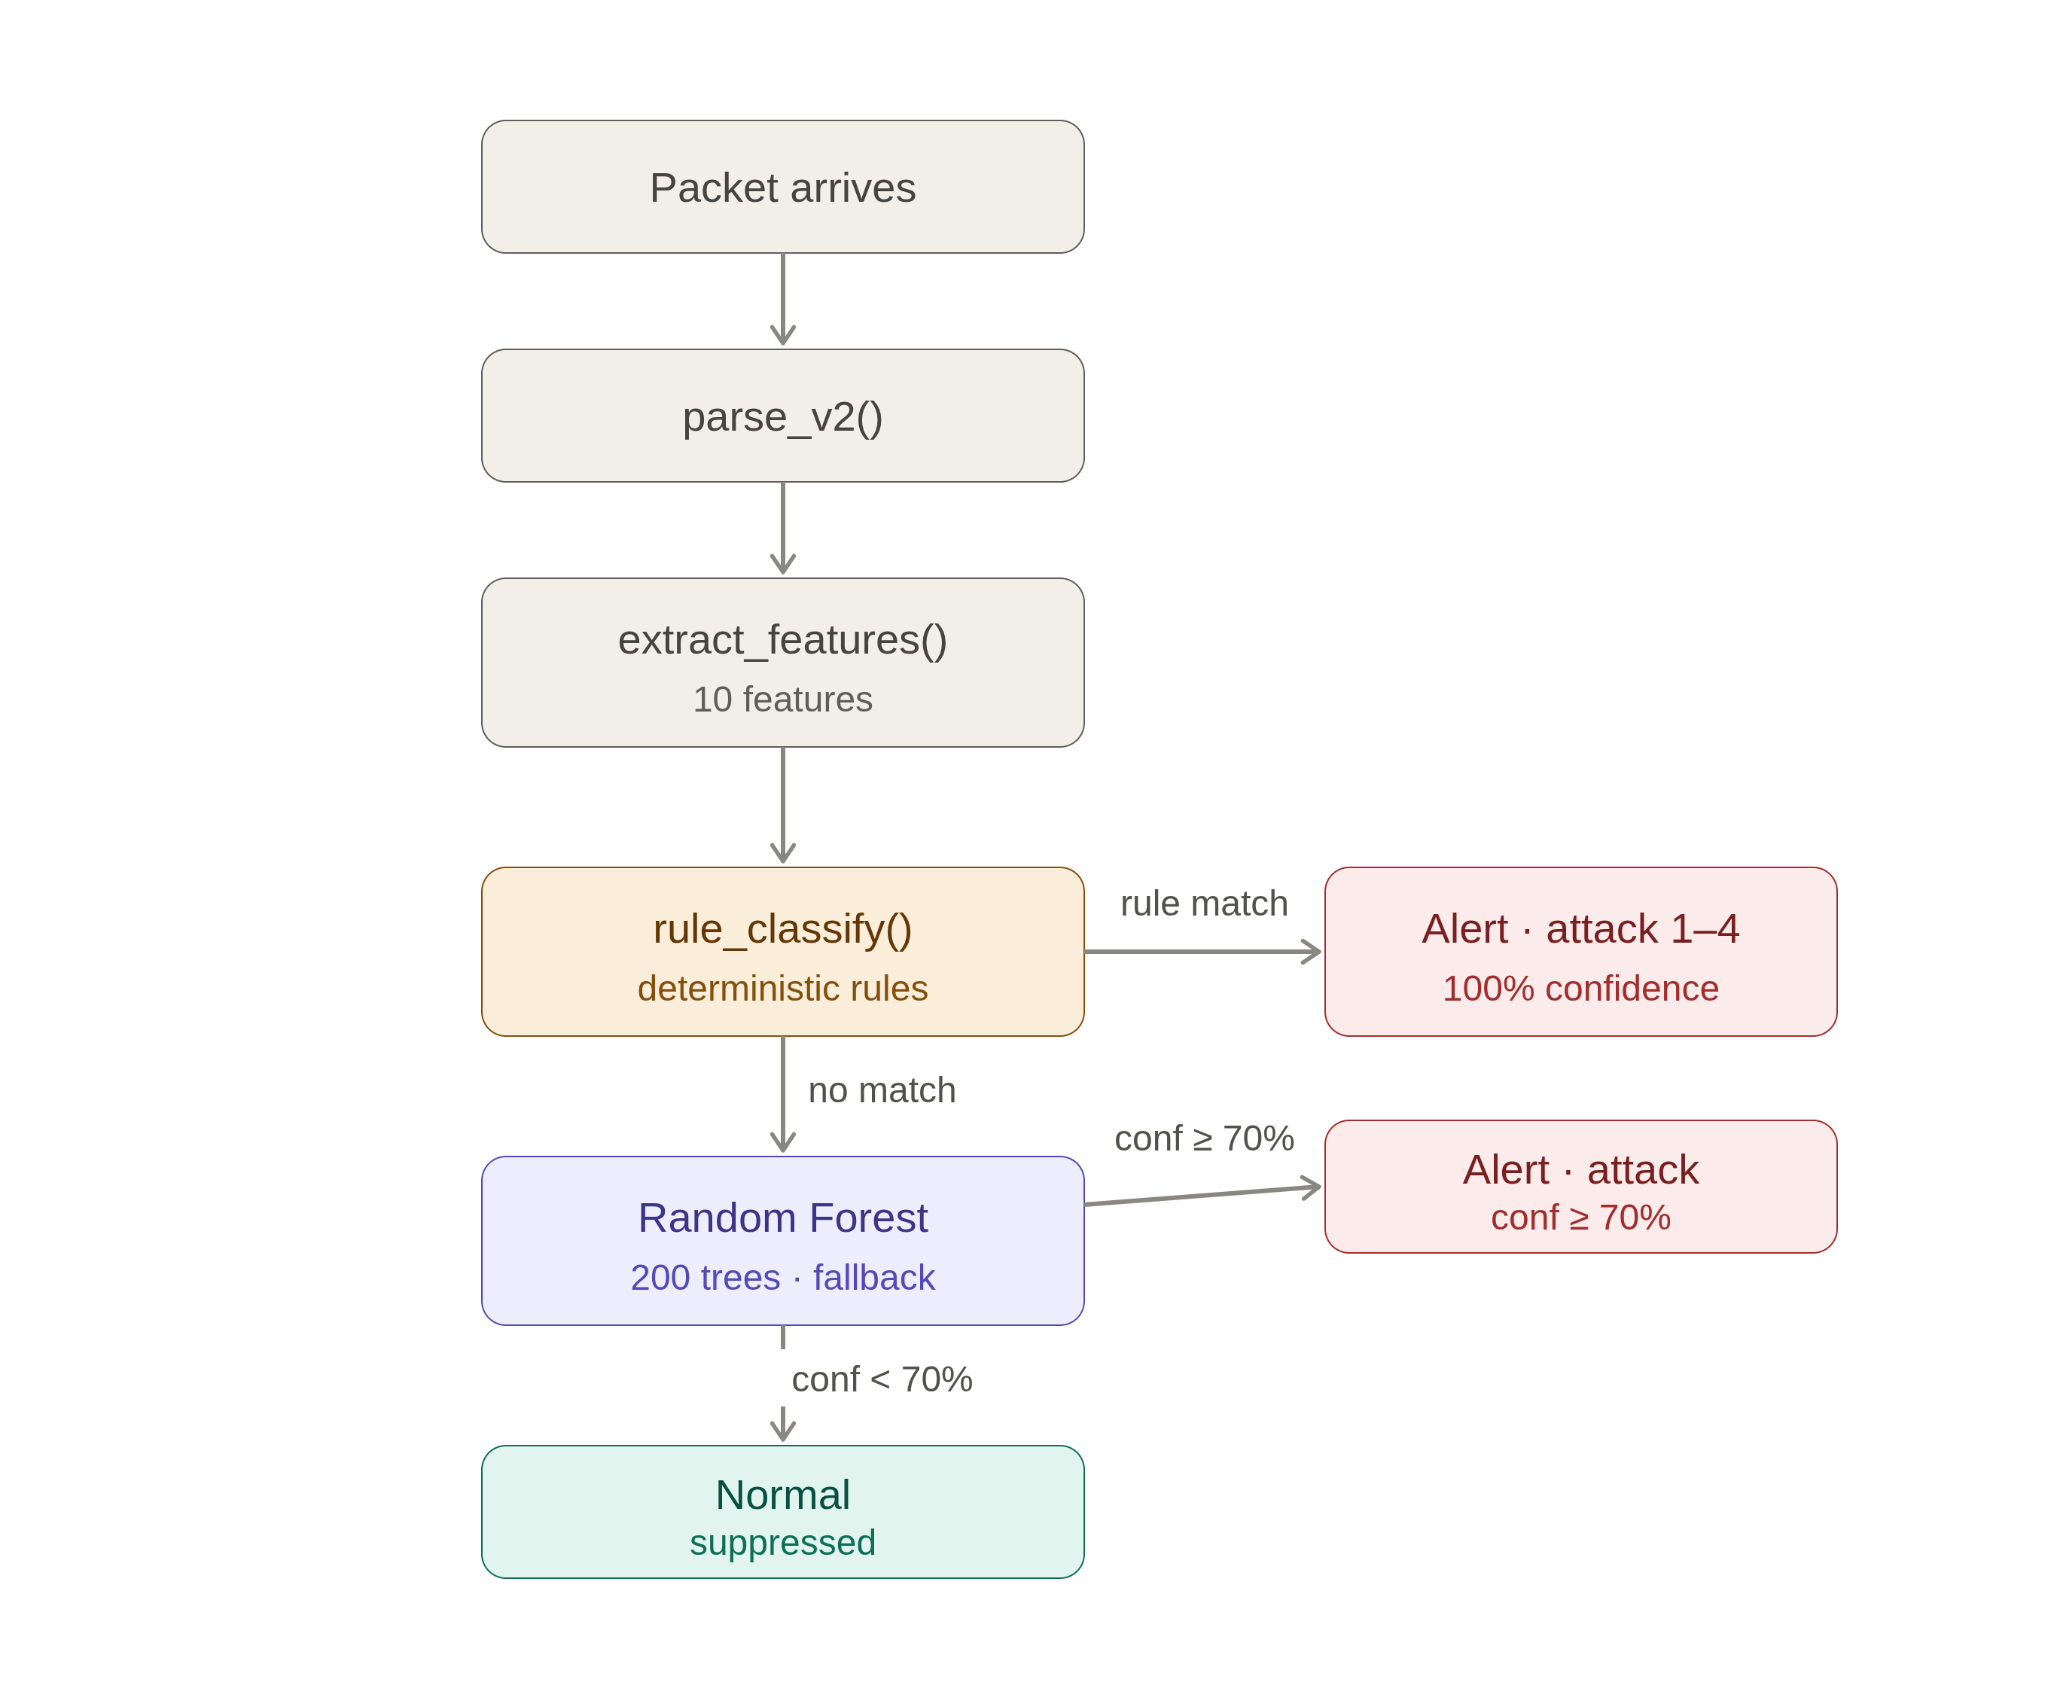 Packet arrives
parse_v2()
extract_features()
10 features
rule_classify()
deterministic rules
rule match
Alert · attack 1–4
100% confidence
no match
conf ≥ 70%
Alert · attack
conf ≥ 70%
Random Forest
200 trees · fallback
conf < 70%
Normal
suppressed